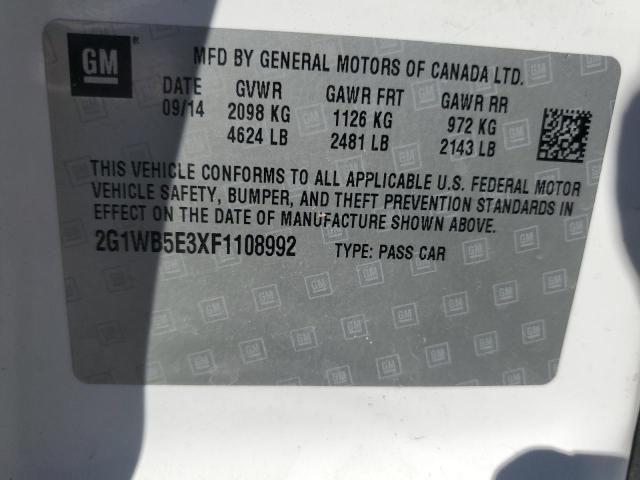 GM
MFD BY GENERAL MOTORS OF CANADA LTD.
DATE GVWR GAWR FRT GAWR RR
09/14 2098 KG 1126 KG 972 KG
4624 LB 2481 LB 2143 LB
THIS VEHICLE CONFORMS TO ALL APPLICABLE U.S. FEDERAL MOTOR
VEHICLE SAFETY, BUMPER, AND THEFT PREVENTION STANDARDS IN
EFFECT ON THE DATE OF MANUFACTURE SHOWN ABOVE.
2G1WB5E3XF1108992 TYPE: PASS CAR